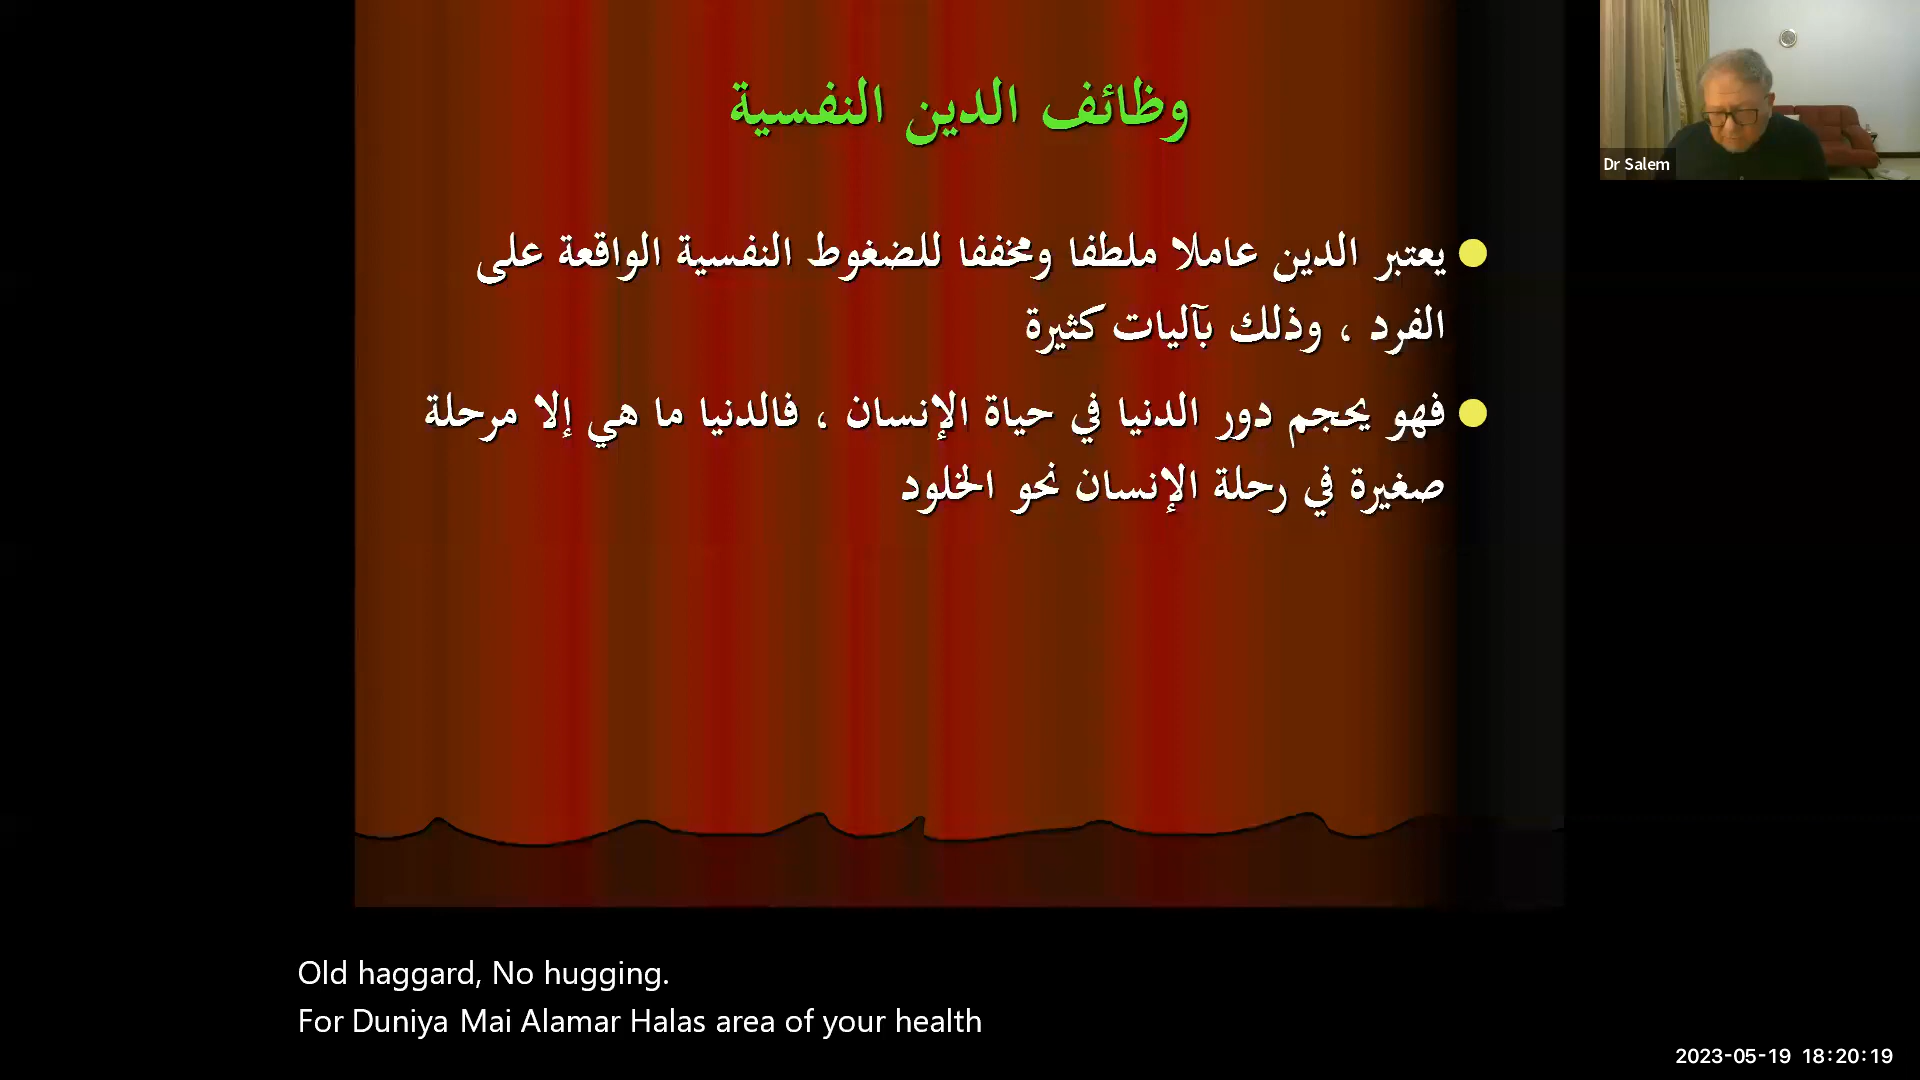 وظائف الدين النفسية
يعتبر الدين عاملا ملطفا ومخففا للضغوط النفسية الواقعة على
الفرد ، وذلك بآليات كثيرة
فهو يحجم دور الدنيا في حياة الإنسان ، فالدنيا ما هي إلا مرحلة
صغيرة في رحلة الإنسان نحو الخلود
Dr Salem
Old haggard, No hugging.
For Duniya Mai Alamar Halas area of your health
2023-05-19 18:20:19